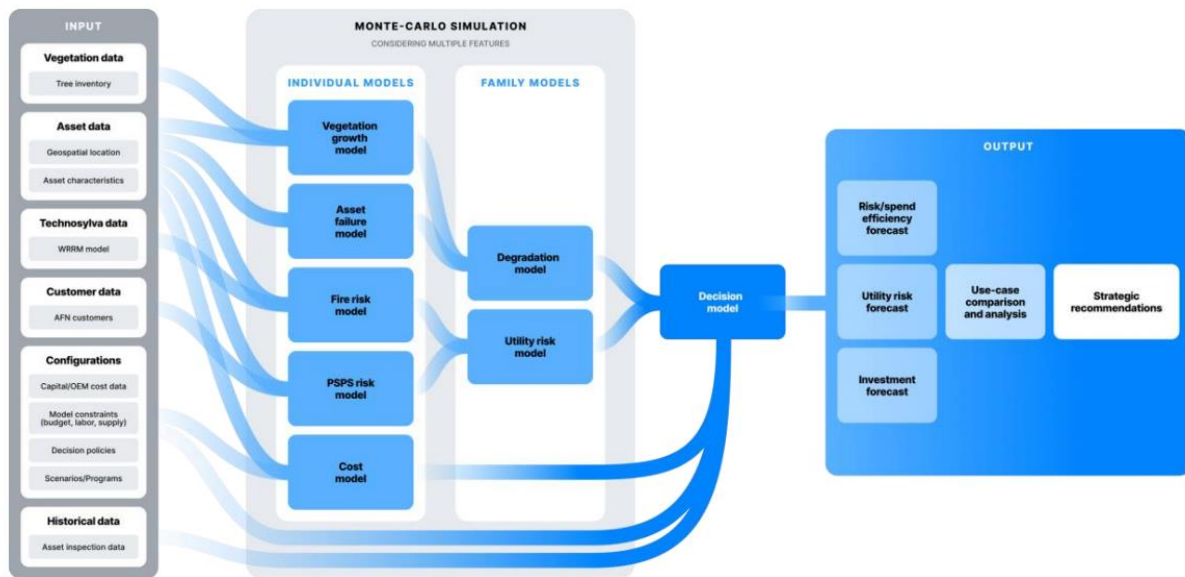 INPUT
Vegetation data
Tree inventory
Asset data
Geospatial location
Asset characteristics
Technosylva data
WRRM model
Customer data
AFN customers
Configurations
Capital/OEM cost data
Model constraints
(budget, labor, supply)
Decision policies
Scenarios/Programs
Historical data
Asset inspection data
MONTE-CARLO SIMULATION
CONSIDERING MULTIPLE FEATURES
INDIVIDUAL MODELS
Vegetation
growth
model
Asset
failure
model
Fire risk
model
PSPS risk
model
Cost
model
FAMILY MODELS
Degradation
model
Utility risk
model
Decision
model
OUTPUT
Risk/spend
efficiency
forecast
Utility risk
forecast
Investment
forecast
Use-case
comparison
and analysis
Strategic
recommendations